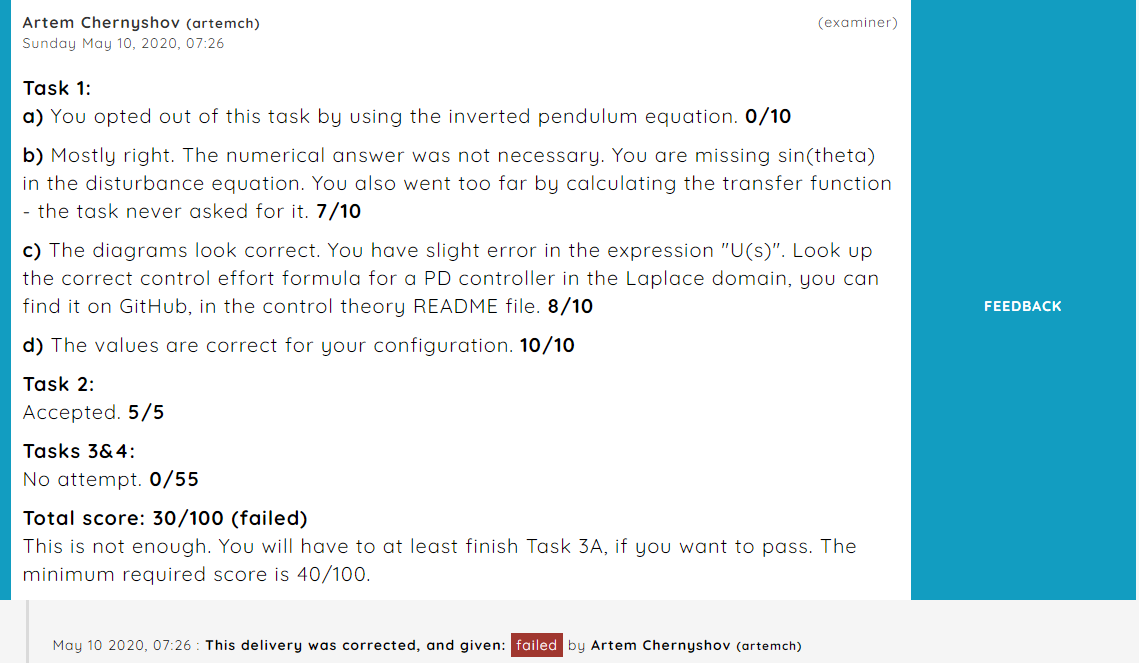 Artem Chernyshov (artemch)
(examiner)
Sunday May 10, 2020, 07:26
Task 1:
a) You opted out of this task by using the inverted pendulum equation. 0/10
b) Mostly right. The numerical answer was not necessary. You are missing sin(theta)
in the disturbance equation. You also went too far by calculating the transfer function
- the task never asked for it. 7/10
c) The diagrams look correct. You have slight error in the expression "U(s)". Look up
the correct control effort formula for a PD controller in the Laplace domain, you can
find it on GitHub, in the control theory README file. 8/10
FEEDBACK
d) The values are correct for your configuration. 10/10
Task 2:
Accepted. 5/5
Tasks 3&4:
No attempt. 0/55
Total score: 30/100 (failed)
This is not enough. You will have to at least finish Task 3A, if you want to pass. The
minimum required score is 40/100.
May 10 2020, 07:26 : This delivery was corrected, and given: failed by Artem Chernyshov (artemch)